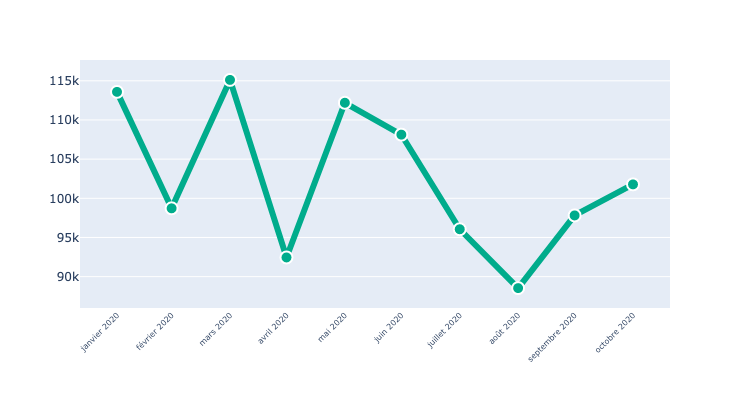 115k
110k
105k
100k
95k
90k
janvier 2020
février 2020
mars 2020
avril 2020
mai 2020
juin 2020
juillet 2020
août 2020
septembre 2020
octobre 2020